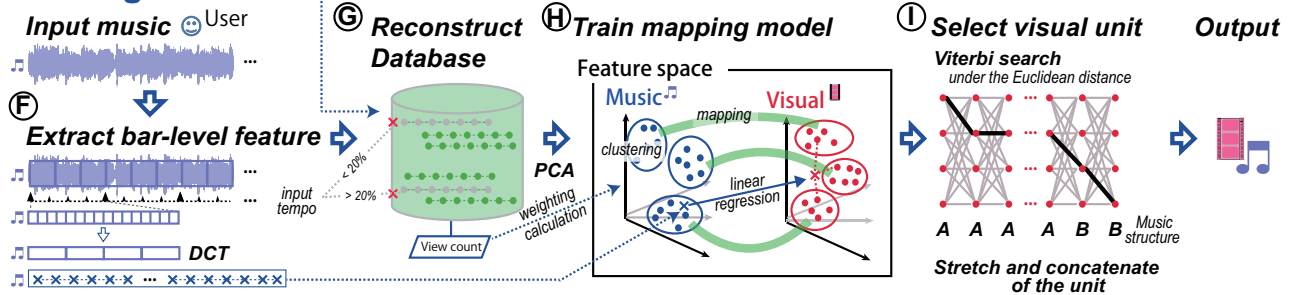 Input music User
...
F
Extract bar-level feature
...
...
DCT
...
G Reconstruct
Database
input
tempo
< 20%
> 20%
View count
PCA
weighting
calculation
H Train mapping model
Feature space
Music
Visual
mapping
clustering
linear
regression
I Select visual unit
Viterbi search
under the Euclidean distance
... 
A A A A B B
Music
structure
Stretch and concatenate
of the unit
Output